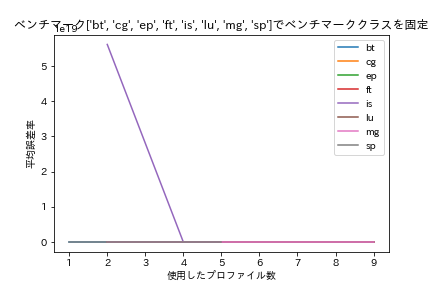 ベンチマーク['bt', 'cg', 'ep', 'ft', 'is', 'lu', 'mg', 'sp']でベンチマーククラスを固定
1e19
5
4
3
2
1
0
平均誤差率
1 2 3 4 5 6 7 8 9
使用したプロファイル数
bt
cg
ep
ft
is
lu
mg
sp